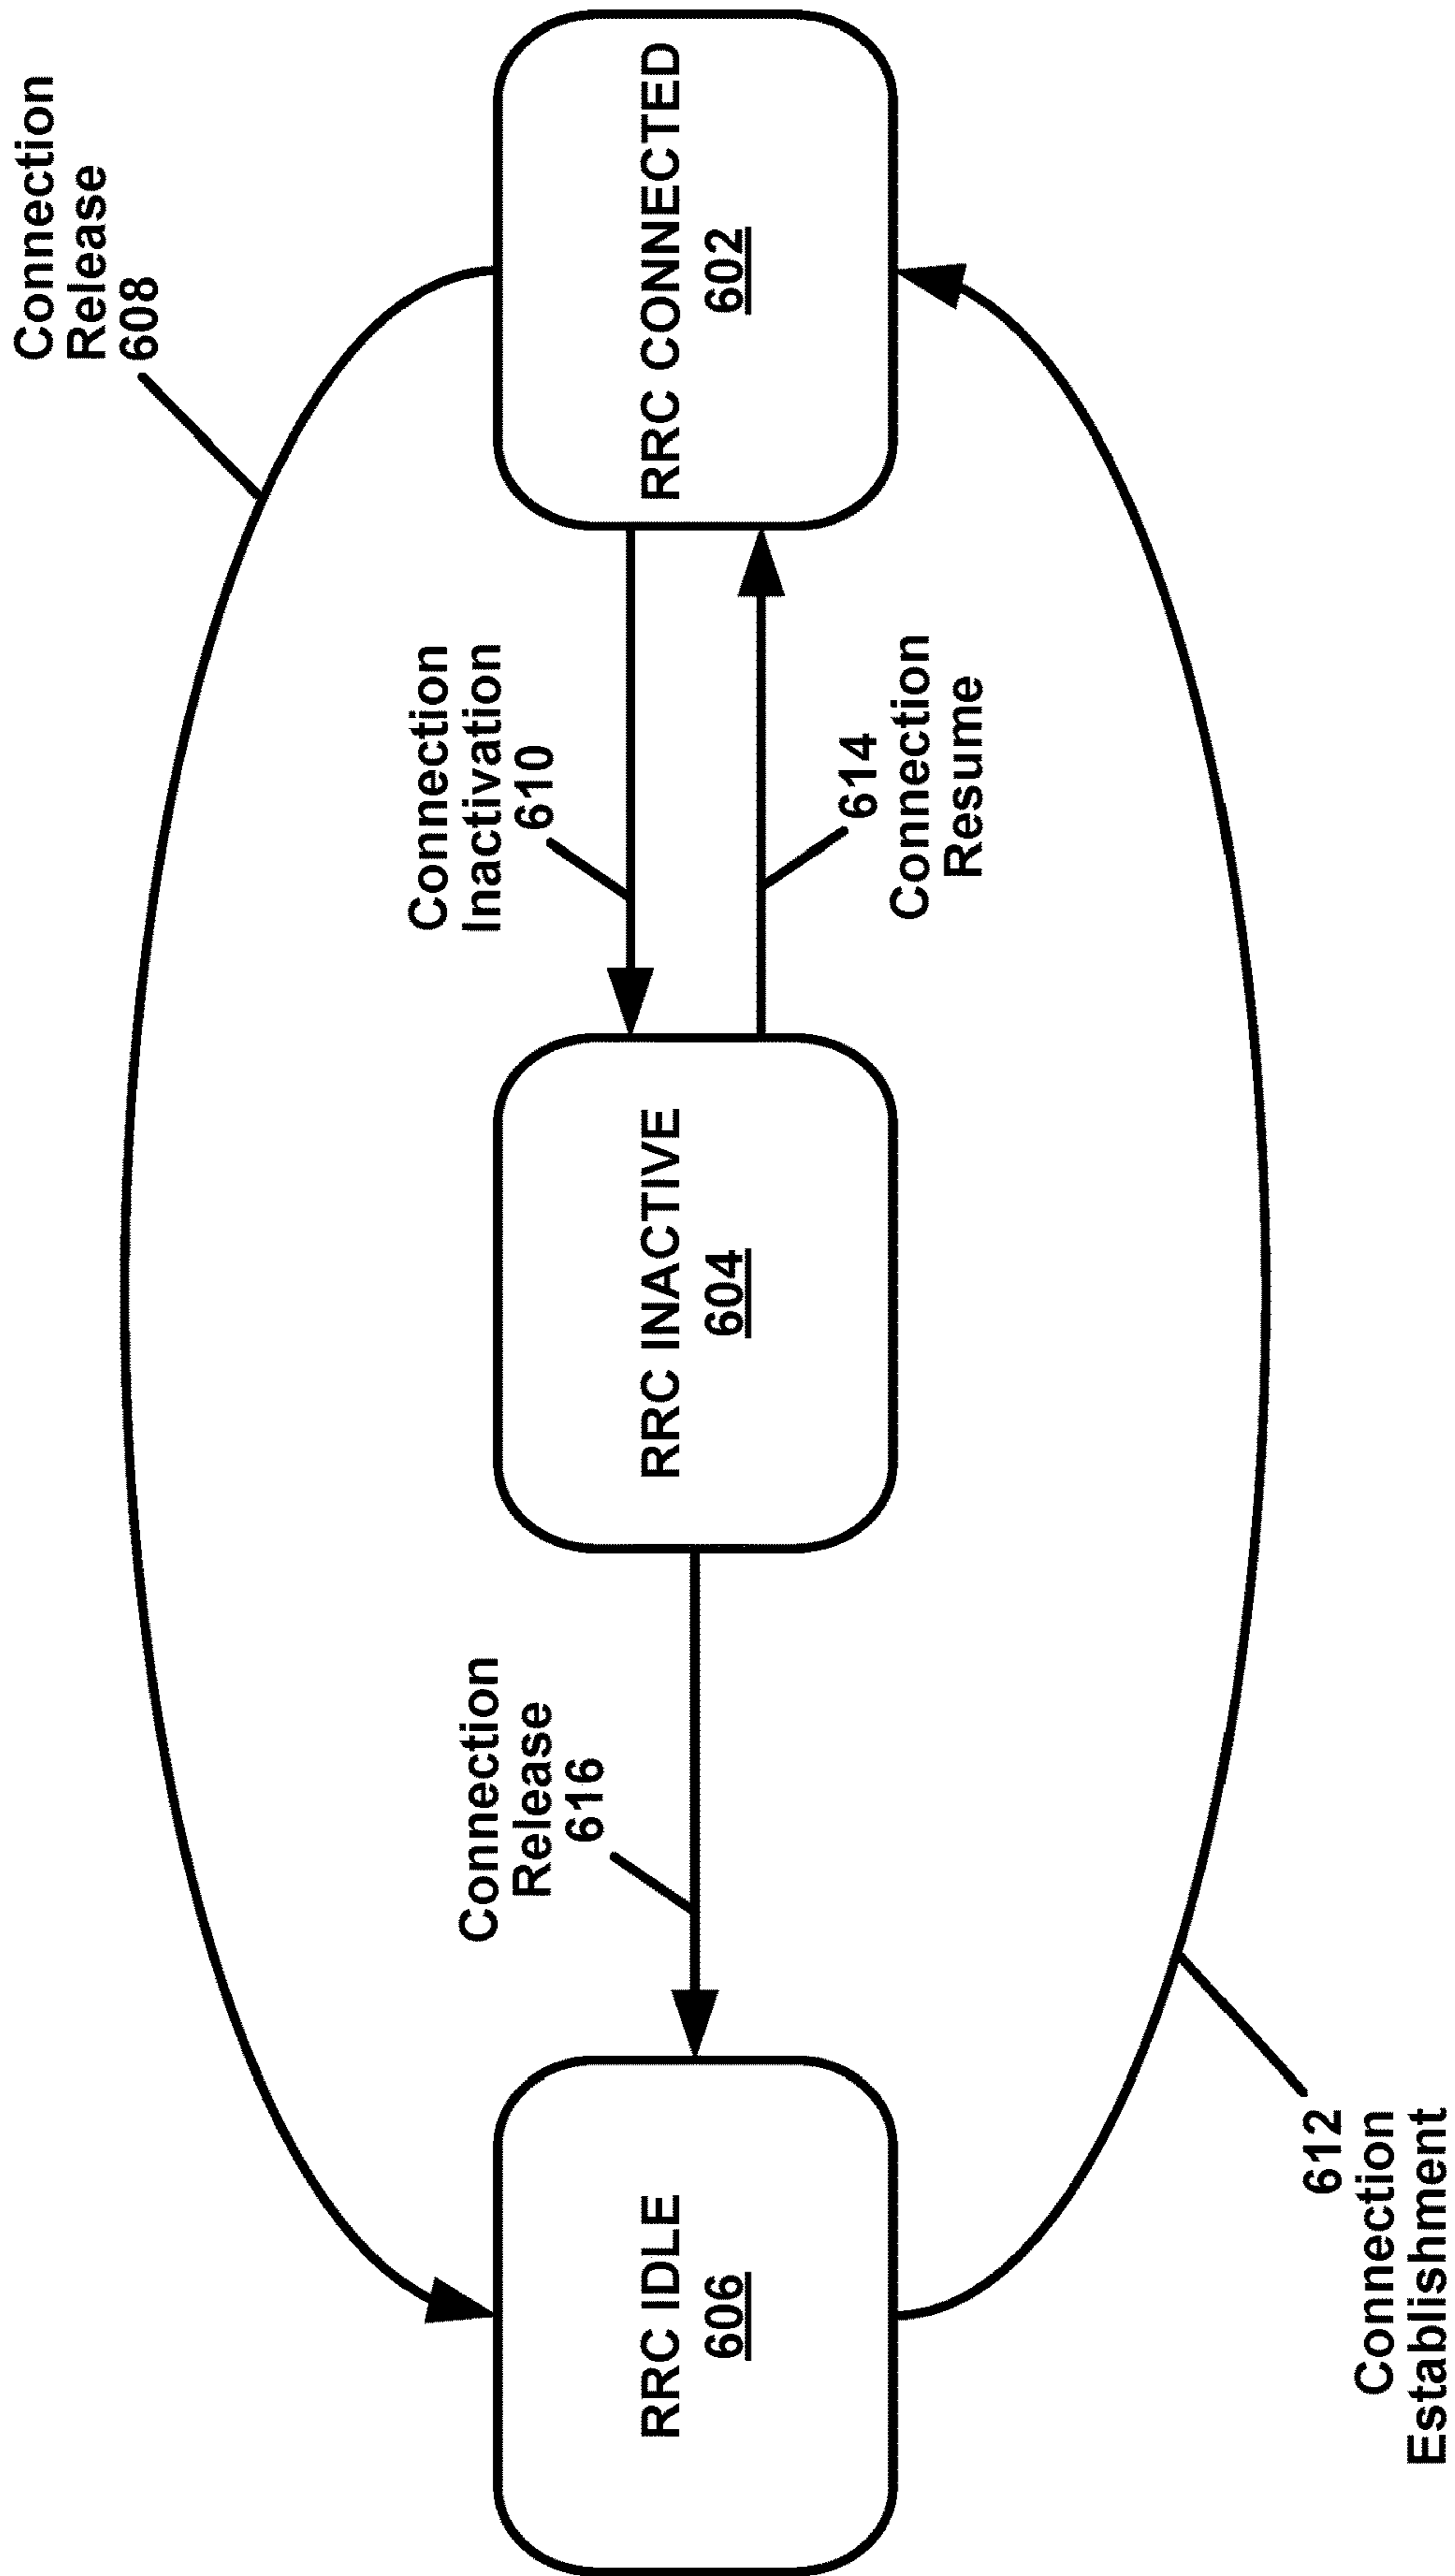 Connection
Release
608
Connection
Inactivation
610
Connection
Release
616
RRC IDLE
606
RRC INACTIVE
604
RRC CONNECTED
602
614
Connection
Resume
612
Connection
Establishment